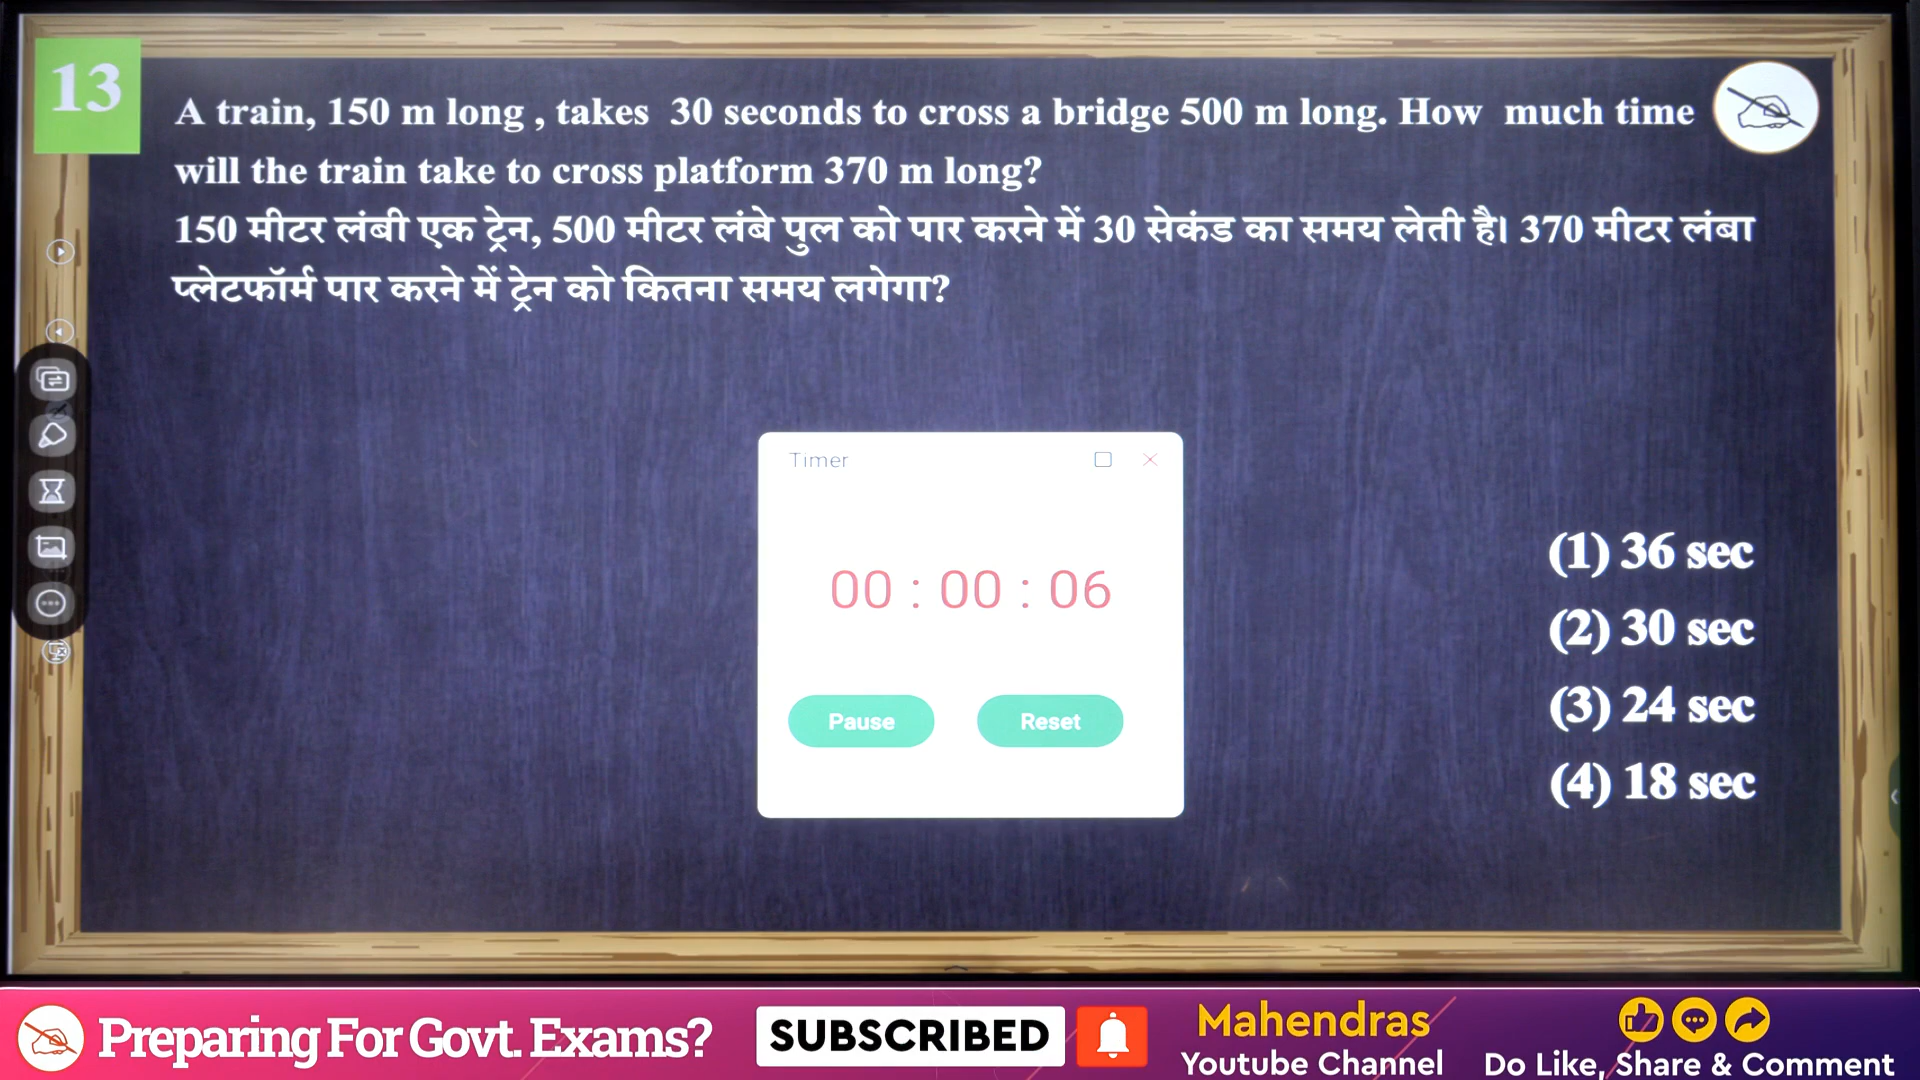 13
A train, 150 m long , takes 30 seconds to cross a bridge 500 m long. How much time
will the train take to cross platform 370 m long?
150 मीटर लंबी एक ट्रेन, 500 मीटर लंबे पुल को पार करने में 30 सेकंड का समय लेती है। 370 मीटर लंबा
प्लेटफॉर्म पार करने में ट्रेन को कितना समय लगेगा?
Timer
00 : 00 : 06
Pause Reset
(1) 36 sec
(2) 30 sec
(3) 24 sec
(4) 18 sec
Preparing For Govt. Exams?
SUBSCRIBED
Mahendras
Youtube Channel
Do Like, Share & Comment